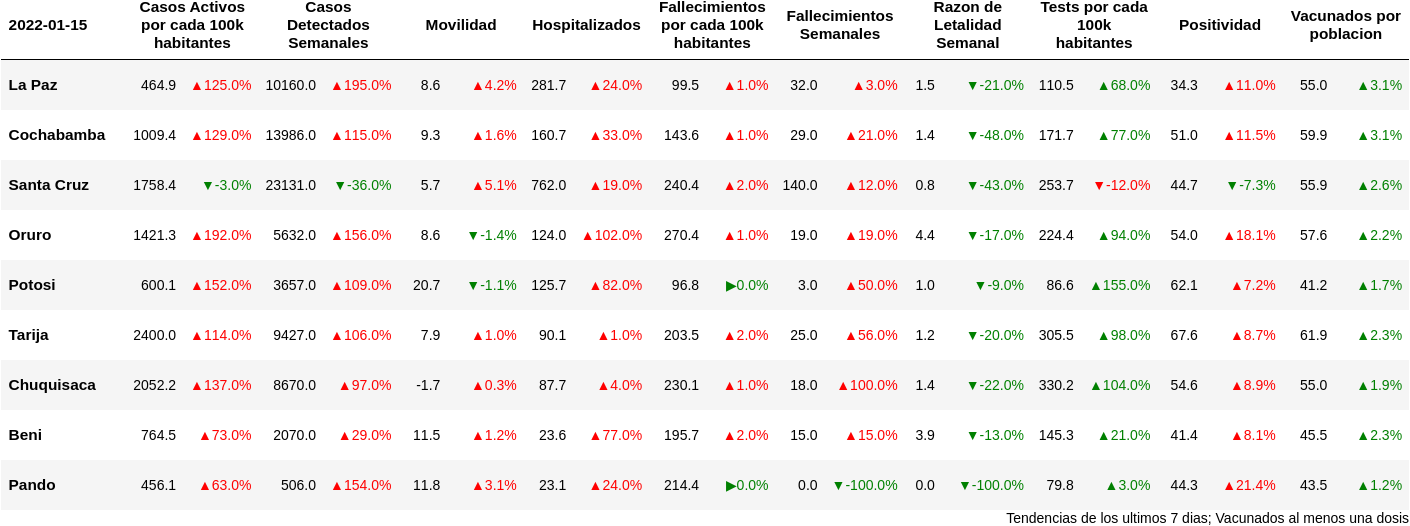 2022-01-15 Casos Activos por cada 100k habitantes Casos Detectados Semanales Movilidad Hospitalizados Fallecimientos por cada 100k habitantes Fallecimientos Semanales Razon de Letalidad Semanal Tests por cada 100k habitantes Positividad Vacunados por poblacion
La Paz 464.9 ▲125.0% 10160.0 ▲195.0% 8.6 ▲4.2% 281.7 ▲24.0% 99.5 ▲1.0% 32.0 ▲3.0% 1.5 ▼-21.0% 110.5 ▲68.0% 34.3 ▲11.0% 55.0 ▲3.1%
Cochabamba 1009.4 ▲129.0% 13986.0 ▲115.0% 9.3 ▲1.6% 160.7 ▲33.0% 143.6 ▲1.0% 29.0 ▲21.0% 1.4 ▼-48.0% 171.7 ▲77.0% 51.0 ▲11.5% 59.9 ▲3.1%
Santa Cruz 1758.4 ▼-3.0% 23131.0 ▼-36.0% 5.7 ▲5.1% 762.0 ▲19.0% 240.4 ▲2.0% 140.0 ▲12.0% 0.8 ▼-43.0% 253.7 ▼-12.0% 44.7 ▼-7.3% 55.9 ▲2.6%
Oruro 1421.3 ▲192.0% 5632.0 ▲156.0% 8.6 ▼-1.4% 124.0 ▲102.0% 270.4 ▲1.0% 19.0 ▲19.0% 4.4 ▼-17.0% 224.4 ▲94.0% 54.0 ▲18.1% 57.6 ▲2.2%
Potosi 600.1 ▲152.0% 3657.0 ▲109.0% 20.7 ▼-1.1% 125.7 ▲82.0% 96.8 ▶0.0% 3.0 ▲50.0% 1.0 ▼-9.0% 86.6 ▲155.0% 62.1 ▲7.2% 41.2 ▲1.7%
Tarija 2400.0 ▲114.0% 9427.0 ▲106.0% 7.9 ▲1.0% 90.1 ▲1.0% 203.5 ▲2.0% 25.0 ▲56.0% 1.2 ▼-20.0% 305.5 ▲98.0% 67.6 ▲8.7% 61.9 ▲2.3%
Chuquisaca 2052.2 ▲137.0% 8670.0 ▲97.0% -1.7 ▲0.3% 87.7 ▲4.0% 230.1 ▲1.0% 18.0 ▲100.0% 1.4 ▼-22.0% 330.2 ▲104.0% 54.6 ▲8.9% 55.0 ▲1.9%
Beni 764.5 ▲73.0% 2070.0 ▲29.0% 11.5 ▲1.2% 23.6 ▲77.0% 195.7 ▲2.0% 15.0 ▲15.0% 3.9 ▼-13.0% 145.3 ▲21.0% 41.4 ▲8.1% 45.5 ▲2.3%
Pando 456.1 ▲63.0% 506.0 ▲154.0% 11.8 ▲3.1% 23.1 ▲24.0% 214.4 ▶0.0% 0.0 ▼-100.0% 0.0 ▼-100.0% 79.8 ▲3.0% 44.3 ▲21.4% 43.5 ▲1.2%
Tendencias de los ultimos 7 dias; Vacunados al menos una dosis